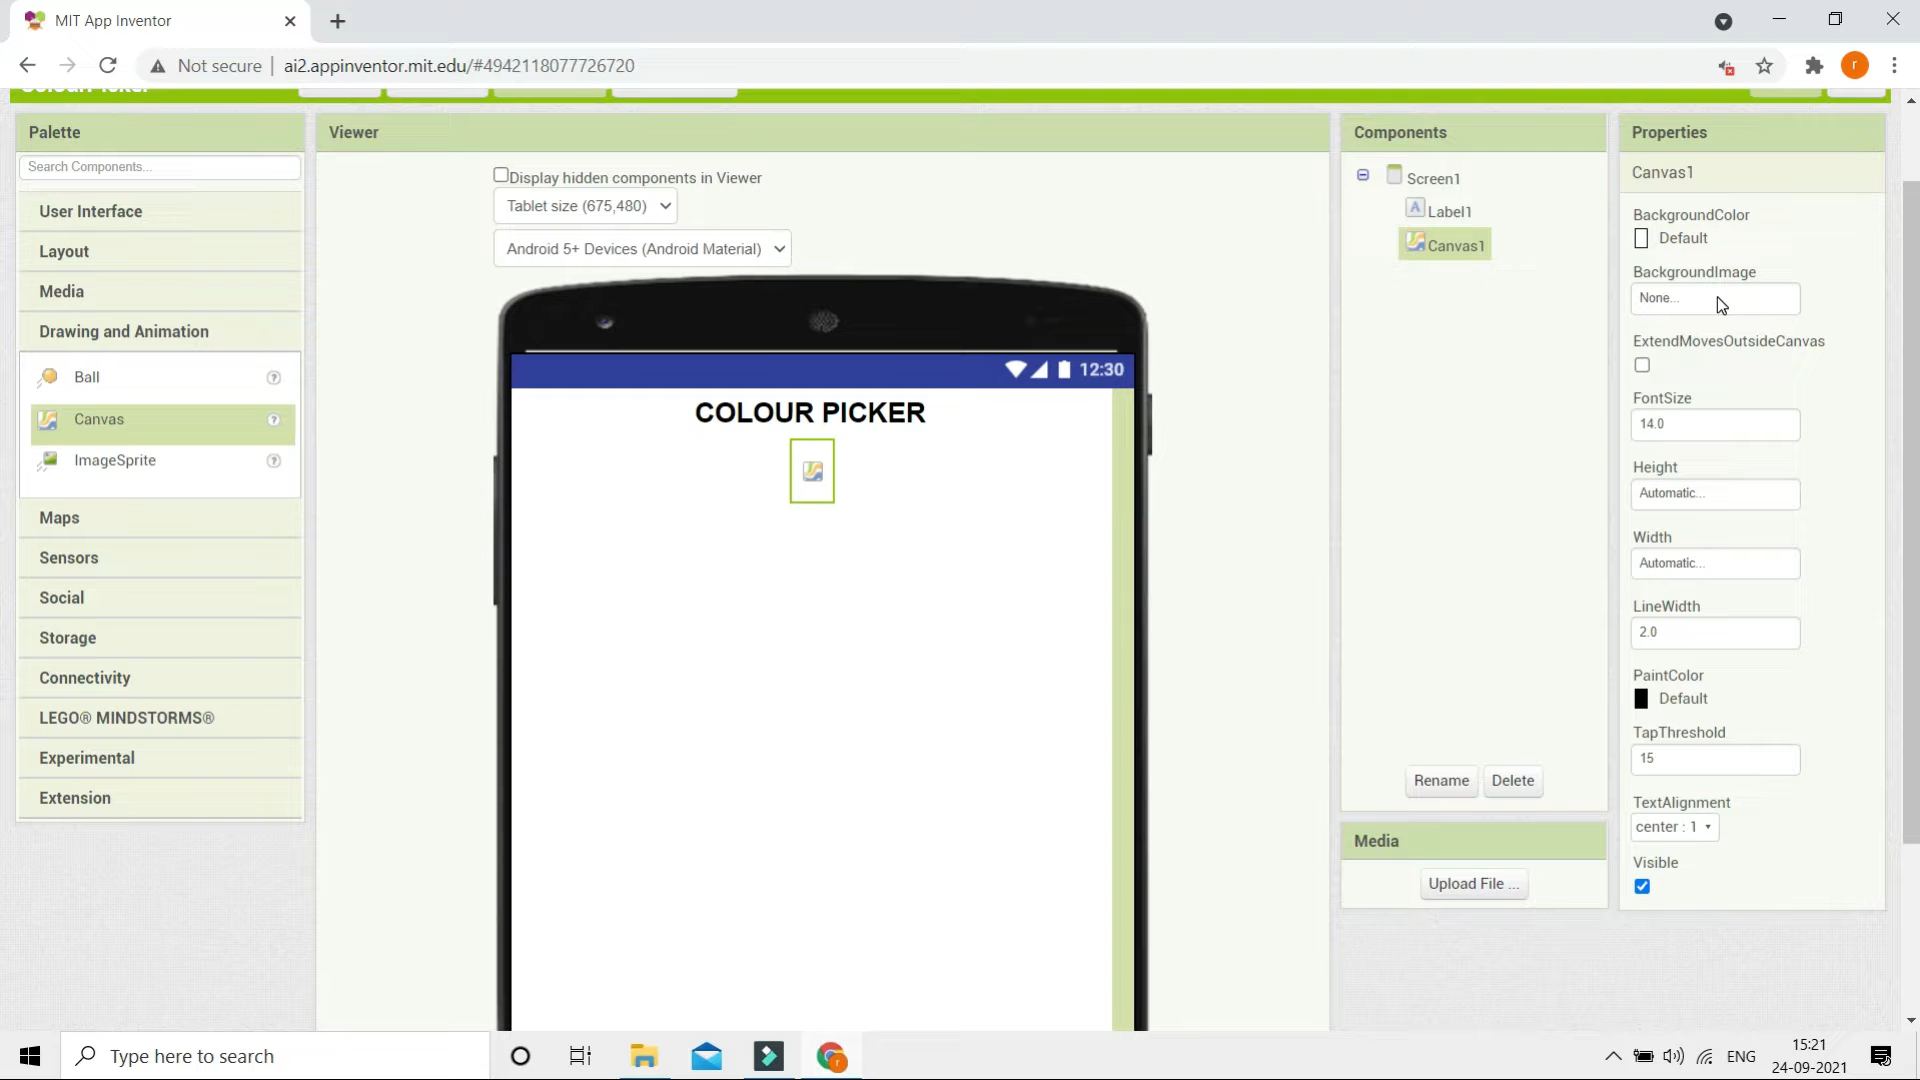 MIT App Inventor
Not secure
ai2.appinventor.mit.edu/#4942118077726720
r
Palette
Search Components...
User Interface
Layout
Media
Drawing and Animation
Ball
?
Canvas
?
ImageSprite
?
Maps
Sensors
Social
Storage
Connectivity
LEGO® MINDSTORMS®
Experimental
Extension
Viewer
Display hidden components in Viewer
Tablet size (675,480)
Android 5+ Devices (Android Material)
12:30
COLOUR PICKER
Components
Screen1
A Label1
Canvas1
Rename Delete
Media
Upload File ...
Properties
Canvas1
BackgroundColor
Default
BackgroundImage
None...
ExtendMovesOutsideCanvas
FontSize
14.0
Height
Automatic...
Width
Automatic...
LineWidth
2.0
PaintColor
Default
TapThreshold
15
TextAlignment
center : 1
Visible
Type here to search
r
ENG
15:21
24-09-2021